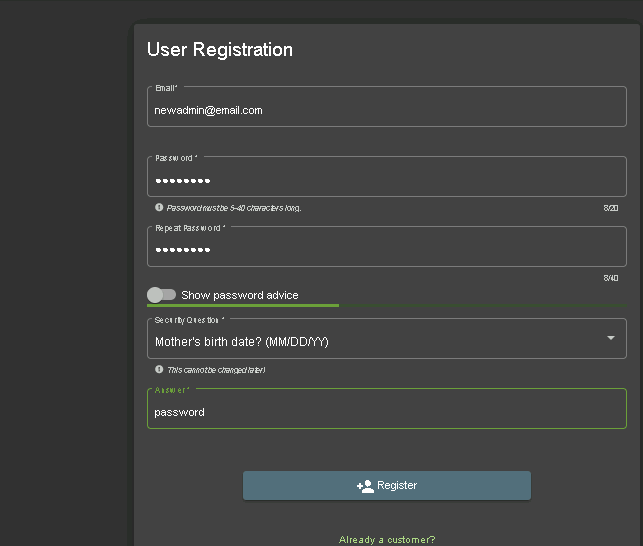 User Registration
Email *
newadmin@email.com
Password *
••••••••
Password must be 5-40 characters long.
8/20
Repeat Password *
••••••••
8/40
Show password advice
Security Question *
Mother's birth date? (MM/DD/YY)
This cannot be changed later!
Answer *
password
Register
Already a customer?